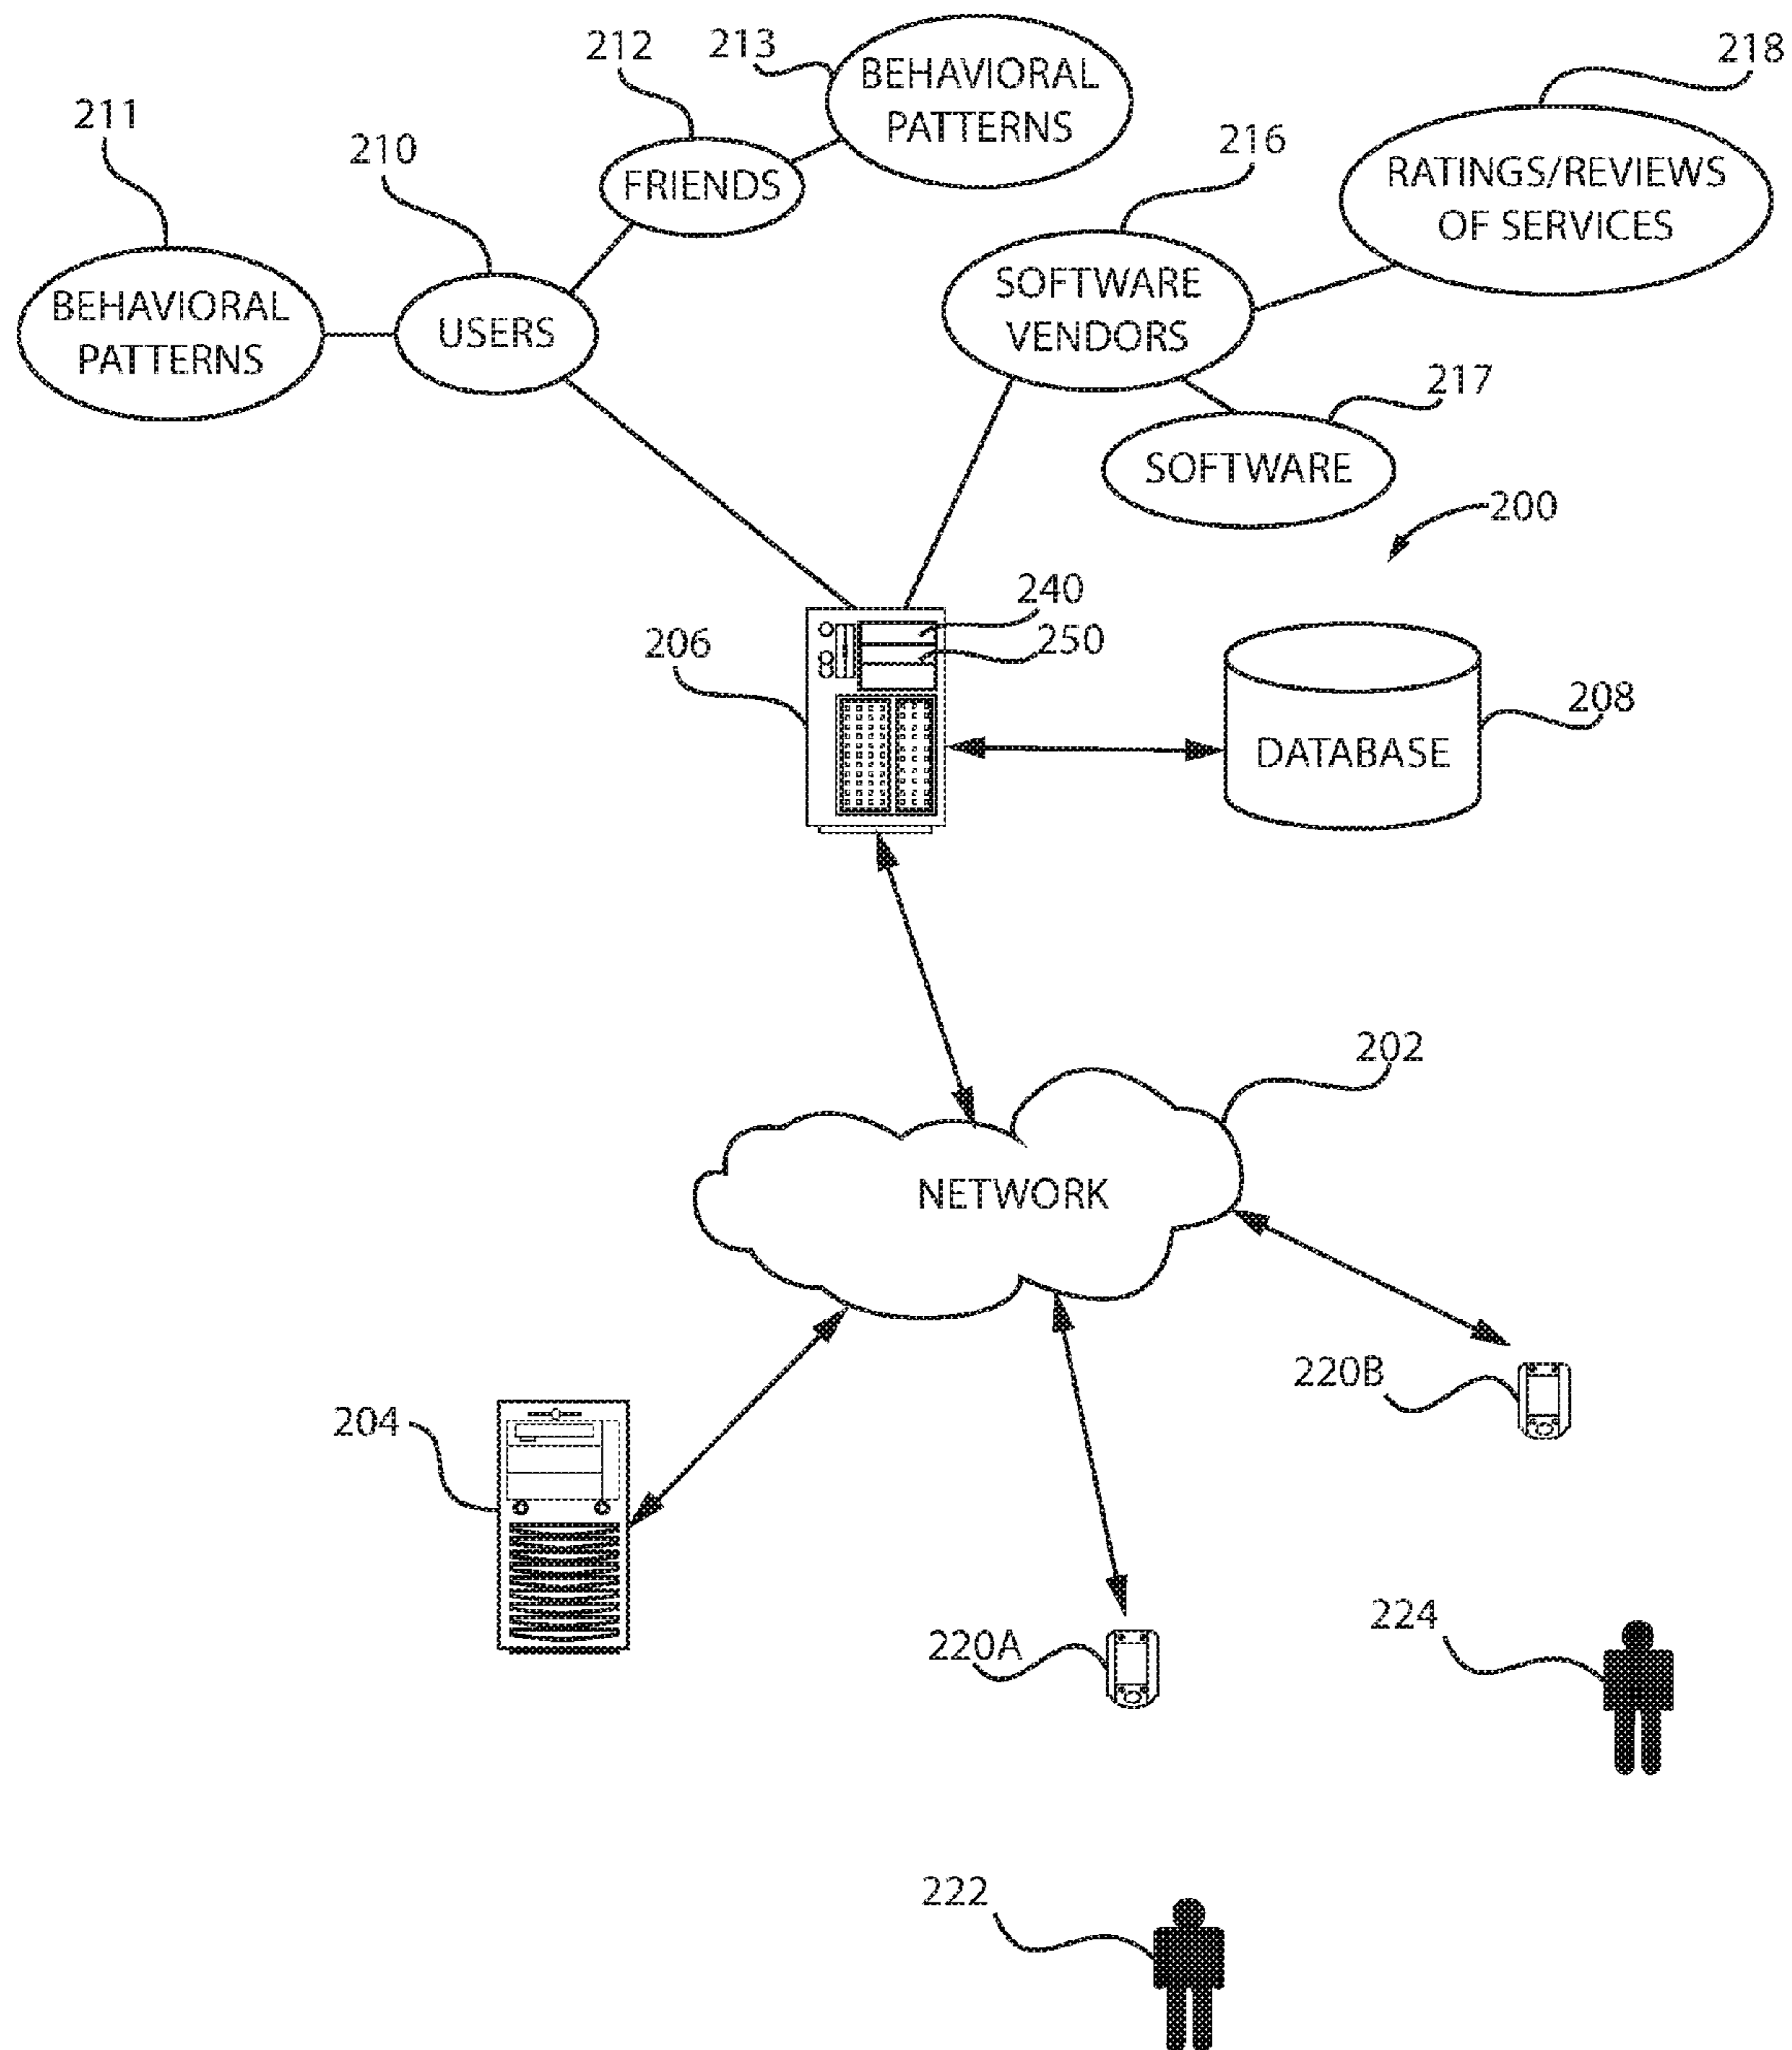 212
213
BEHAVIORAL
PATTERNS
218
211
210
FRIENDS
216
RATINGS/REVIEWS
OF SERVICES
BEHAVIORAL
PATTERNS
USERS
SOFTWARE
VENDORS
217
SOFTWARE
200
240
250
206
208
DATABASE
202
NETWORK
220B
204
220A
224
222